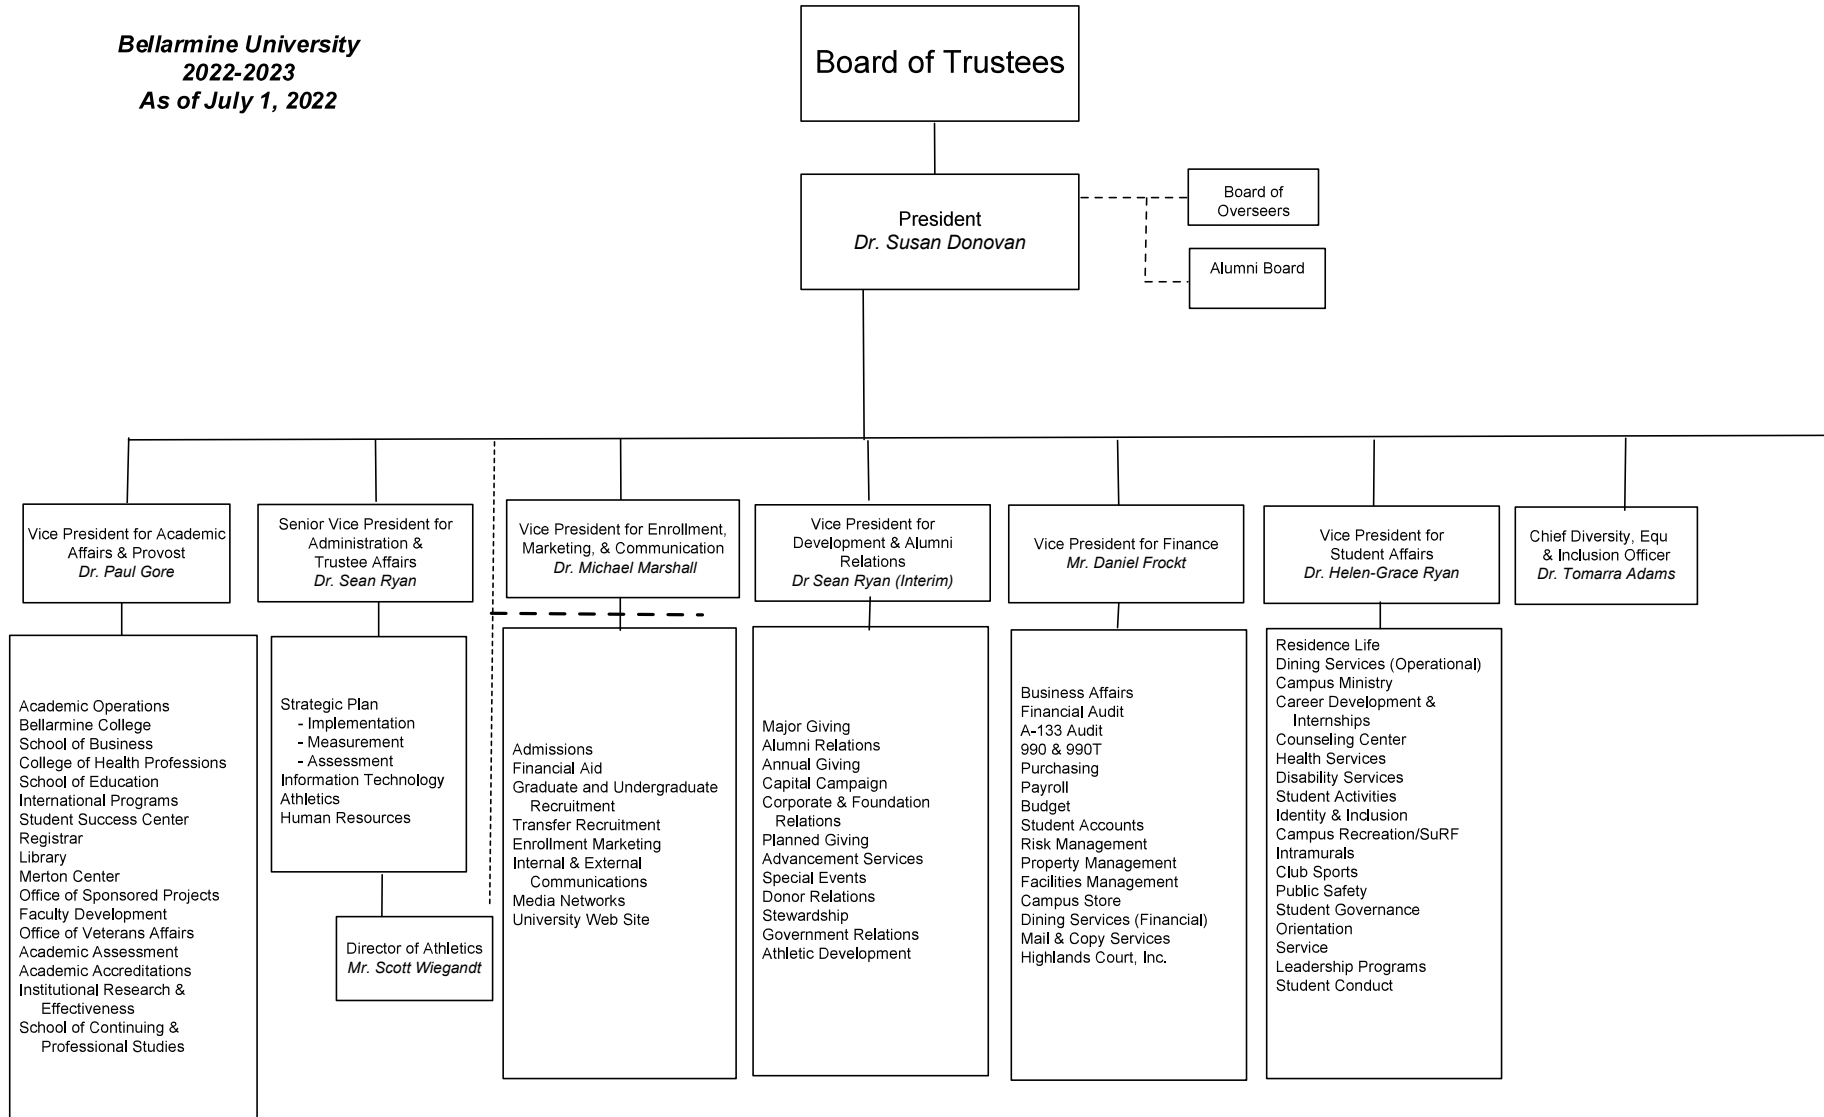 Bellarmine University
2022-2023
As of July 1, 2022
Board of Trustees
President
Dr. Susan Donovan
Board of
Overseers
Alumni Board
Vice President for Academic
Affairs & Provost
Dr. Paul Gore
Senior Vice President for
Administration &
Trustee Affairs
Dr. Sean Ryan
Vice President for Enrollment,
Marketing, & Communication
Dr. Michael Marshall
Vice President for
Development & Alumni
Relations
Dr Sean Ryan (Interim)
Vice President for Finance
Mr. Daniel Frockt
Vice President for
Student Affairs
Dr. Helen-Grace Ryan
Chief Diversity, Equ
& Inclusion Officer
Dr. Tomarra Adams
Academic Operations
Bellarmine College
School of Business
College of Health Professions
School of Education
International Programs
Student Success Center
Registrar
Library
Merton Center
Office of Sponsored Projects
Faculty Development
Office of Veterans Affairs
Academic Assessment
Academic Accreditations
Institutional Research &
Effectiveness
School of Continuing &
Professional Studies
Strategic Plan
- Implementation
- Measurement
- Assessment
Information Technology
Athletics
Human Resources
Director of Athletics
Mr. Scott Wiegandt
Admissions
Financial Aid
Graduate and Undergraduate
Recruitment
Transfer Recruitment
Enrollment Marketing
Internal & External
Communications
Media Networks
University Web Site
Major Giving
Alumni Relations
Annual Giving
Capital Campaign
Corporate & Foundation
Relations
Planned Giving
Advancement Services
Special Events
Donor Relations
Stewardship
Government Relations
Athletic Development
Business Affairs
Financial Audit
A-133 Audit
990 & 990T
Purchasing
Payroll
Budget
Student Accounts
Risk Management
Property Management
Facilities Management
Campus Store
Dining Services (Financial)
Mail & Copy Services
Highlands Court, Inc.
Residence Life
Dining Services (Operational)
Campus Ministry
Career Development &
Internships
Counseling Center
Health Services
Disability Services
Student Activities
Identity & Inclusion
Campus Recreation/SuRF
Intramurals
Club Sports
Public Safety
Student Governance
Orientation
Service
Leadership Programs
Student Conduct